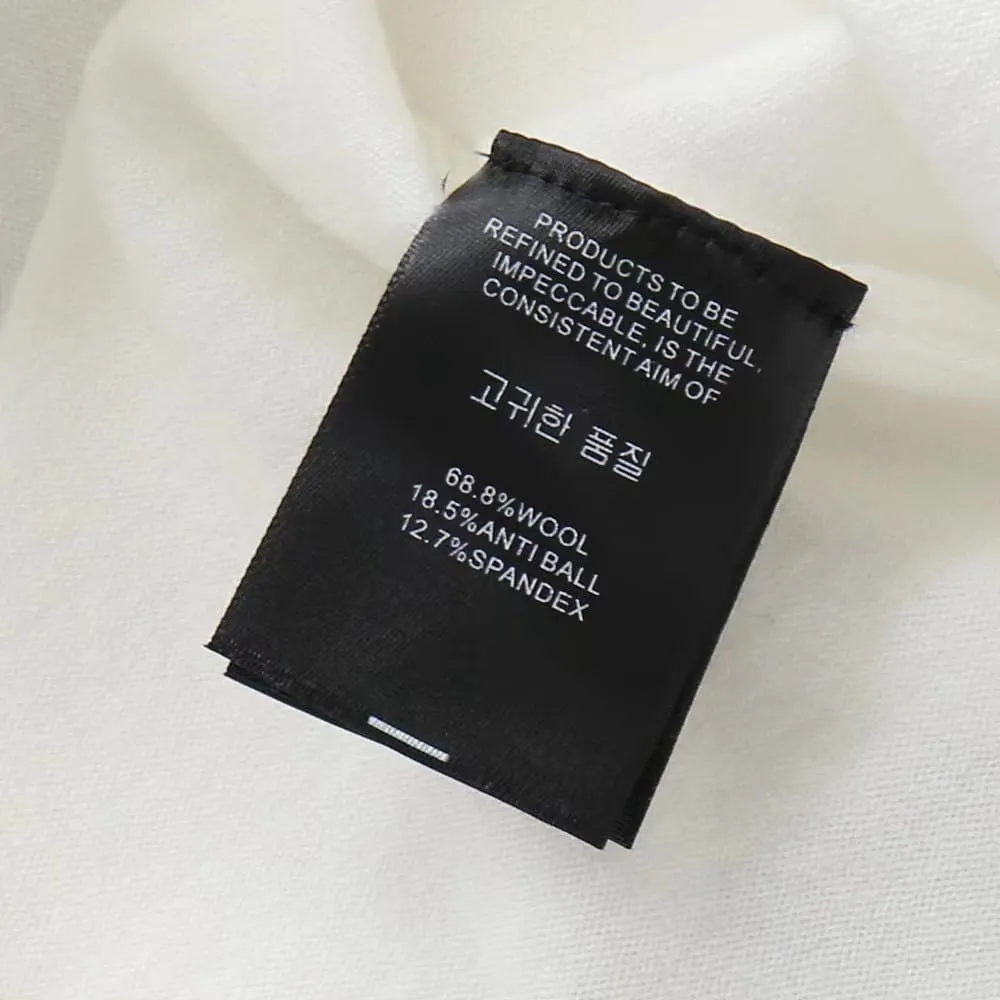 PRODUCTS TO BE
REFINED TO BEAUTIFUL,
IMPECCABLE, IS THE
CONSISTENT AIM OF
고귀한 품질
68.8%WOOL
18.5%ANTI BALL
12.7%SPANDEX